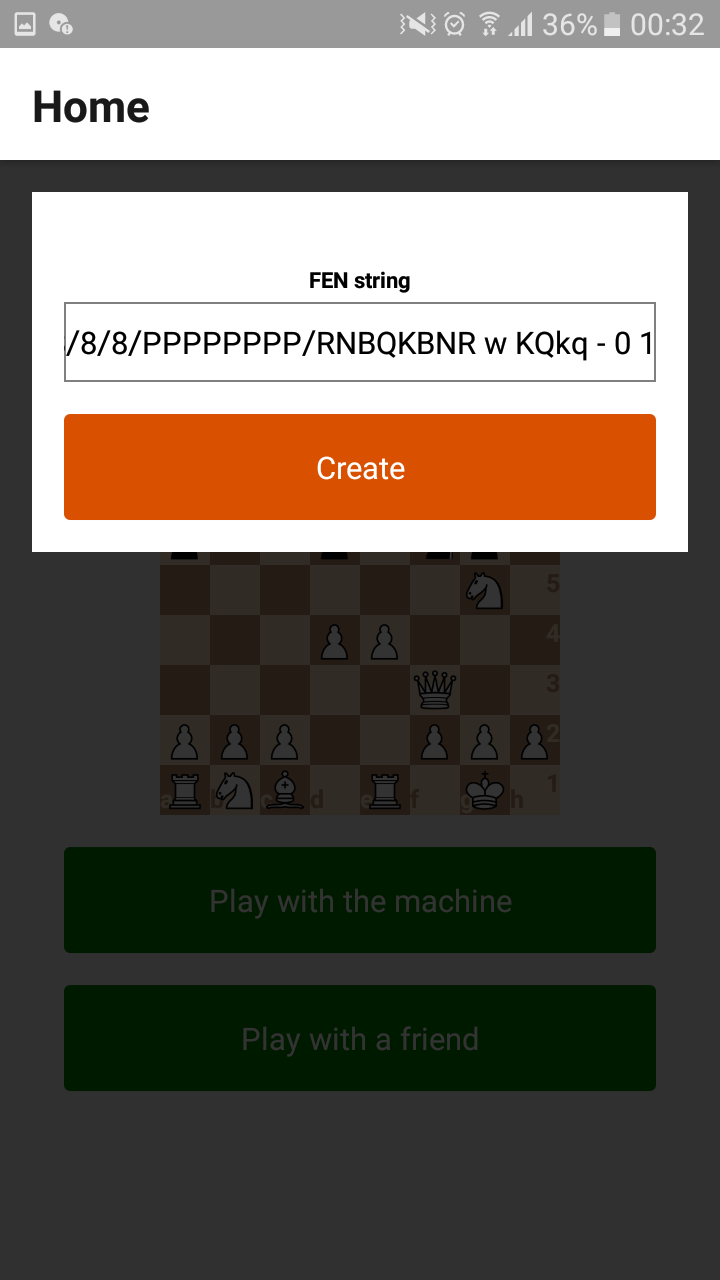 36% 00:32
Home
FEN string
/8/8/PPPPPPPP/RNBQKBNR w KQkq - 0 1
Create
5
4
3
2
1
a b c d e f g h
Play with the machine
Play with a friend